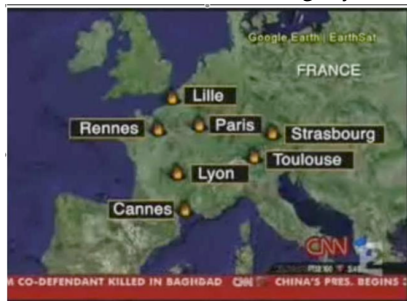 Google Earth | EarthSat
FRANCE
Lille
Rennes
Paris
Strasbourg
Toulouse
Lyon
Cannes
CNN
M CO-DEFENDANT KILLED IN BAGHDAD CNN CHINA'S PRES. BEGINS